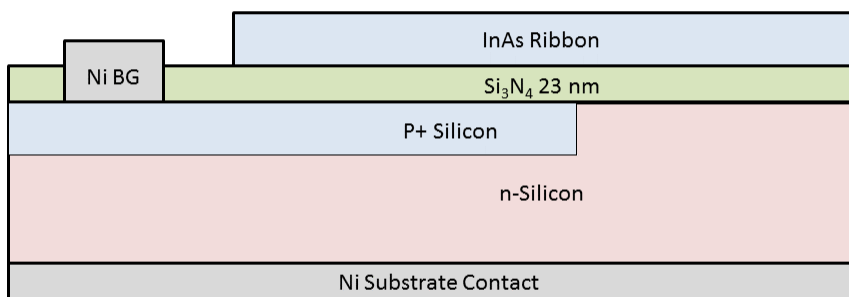 InAs Ribbon
Ni BG
Si₃N₄ 23 nm
P+ Silicon
n-Silicon
Ni Substrate Contact